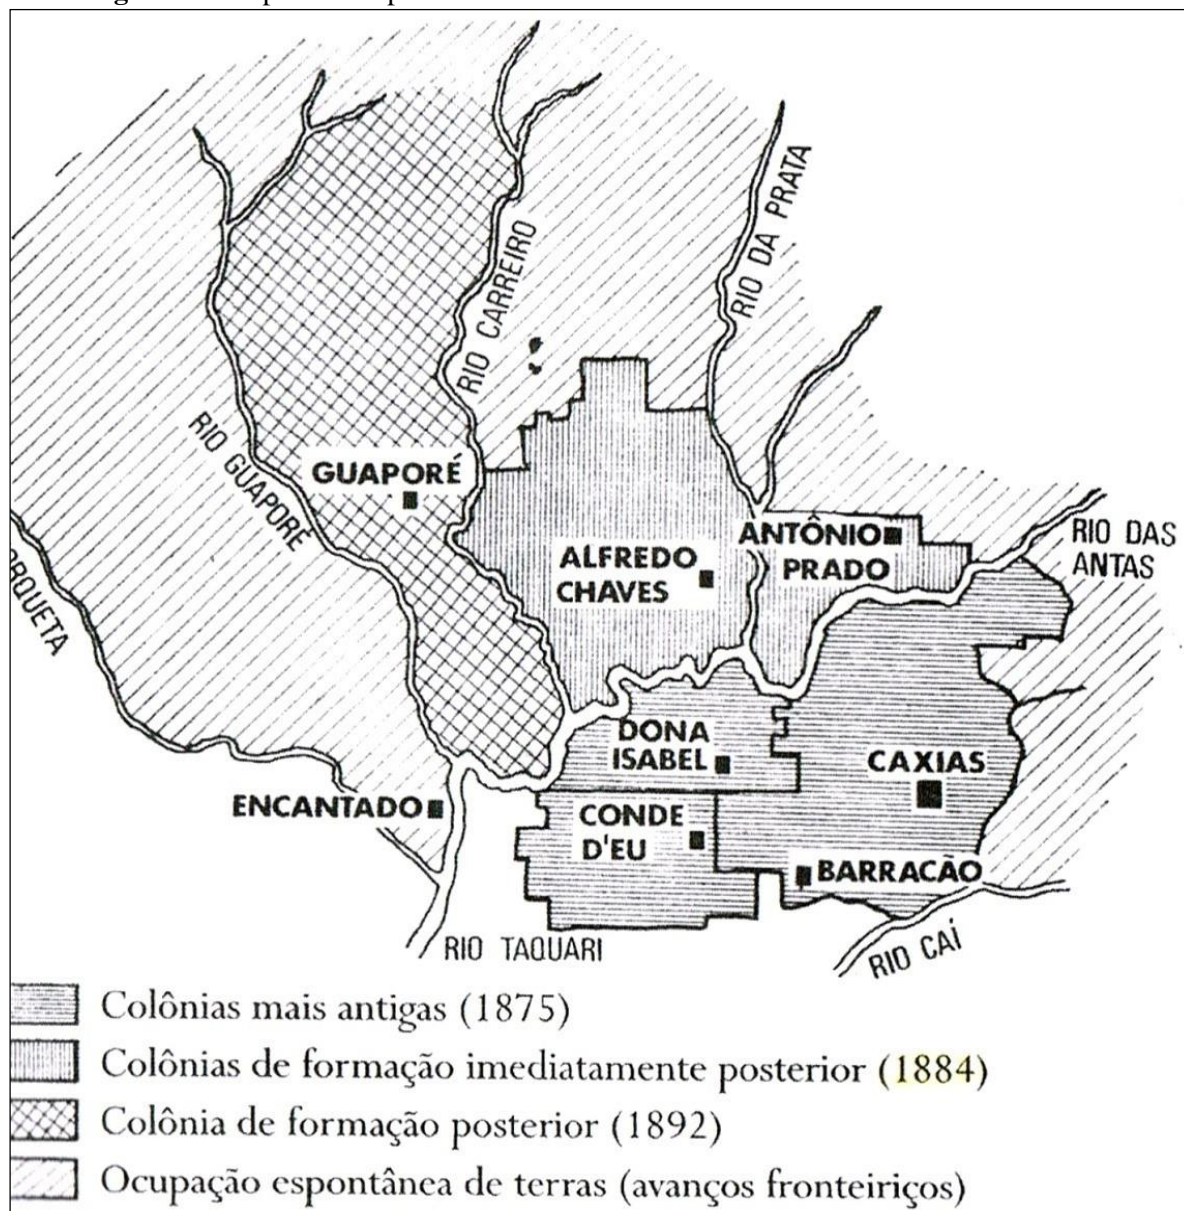 RIO CARREIRO
RIO DA PRATA
RIO GUAPORÉ
GUAPORÉ
ALFREDO
CHAVES
ANTÔNIO
PRADO
RIO DAS
ANTAS
DONA
ISABEL
CAXIAS
ENCANTADO
CONDE
D'EU
BARRACÃO
RIO TAQUARI
RIO CAÍ
Colônias mais antigas (1875)
Colônias de formação imediatamente posterior (1884)
Colônia de formação posterior (1892)
Ocupação espontânea de terras (avanços fronteiriços)